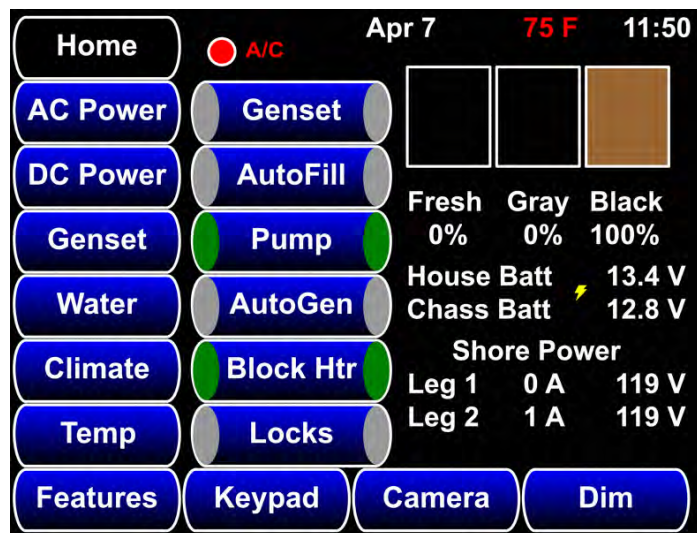 Home
A/C
Apr 7 75 F 11:50
AC Power
Genset
DC Power
AutoFill
Genset
Pump
Water
AutoGen
Climate
Block Htr
Temp
Locks
Fresh Gray Black
0% 0% 100%
House Batt 13.4 V
Chass Batt 12.8 V
Shore Power
Leg 1 0 A 119 V
Leg 2 1 A 119 V
Features Keypad Camera Dim